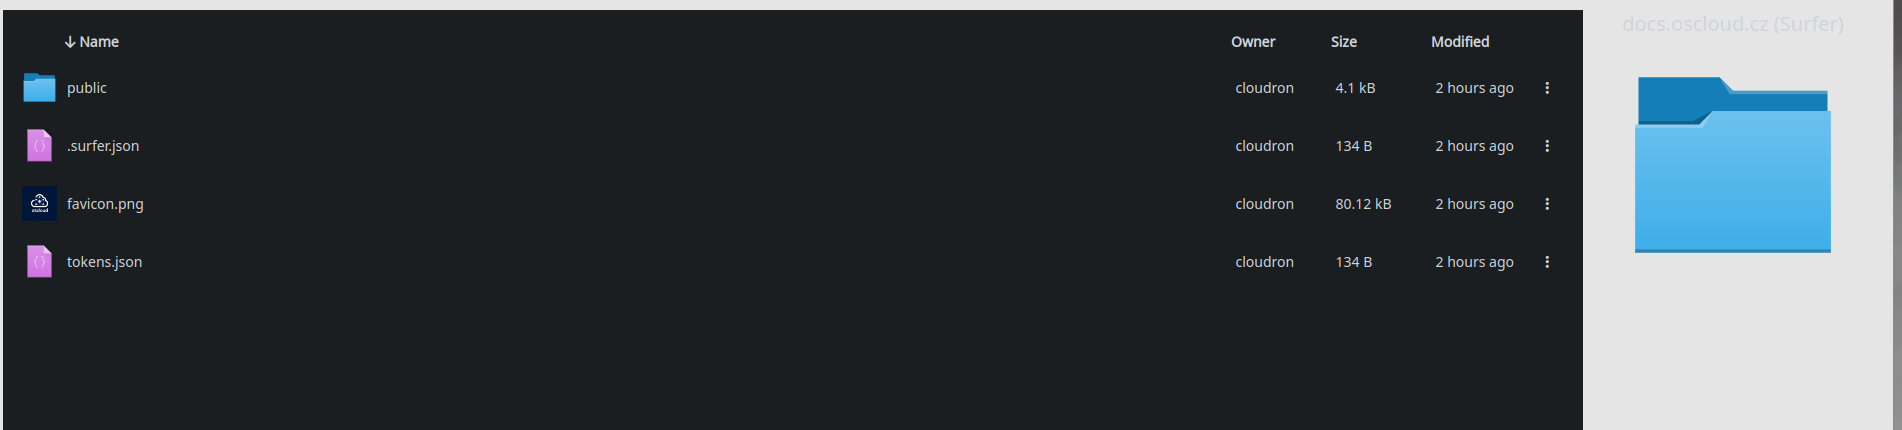 Name Owner Size Modified
docs.oscloud.cz (Surfer)
public cloudron 4.1 kB 2 hours ago
.surfer.json cloudron 134 B 2 hours ago
favicon.png cloudron 80.12 kB 2 hours ago
oscloud
tokens.json cloudron 134 B 2 hours ago